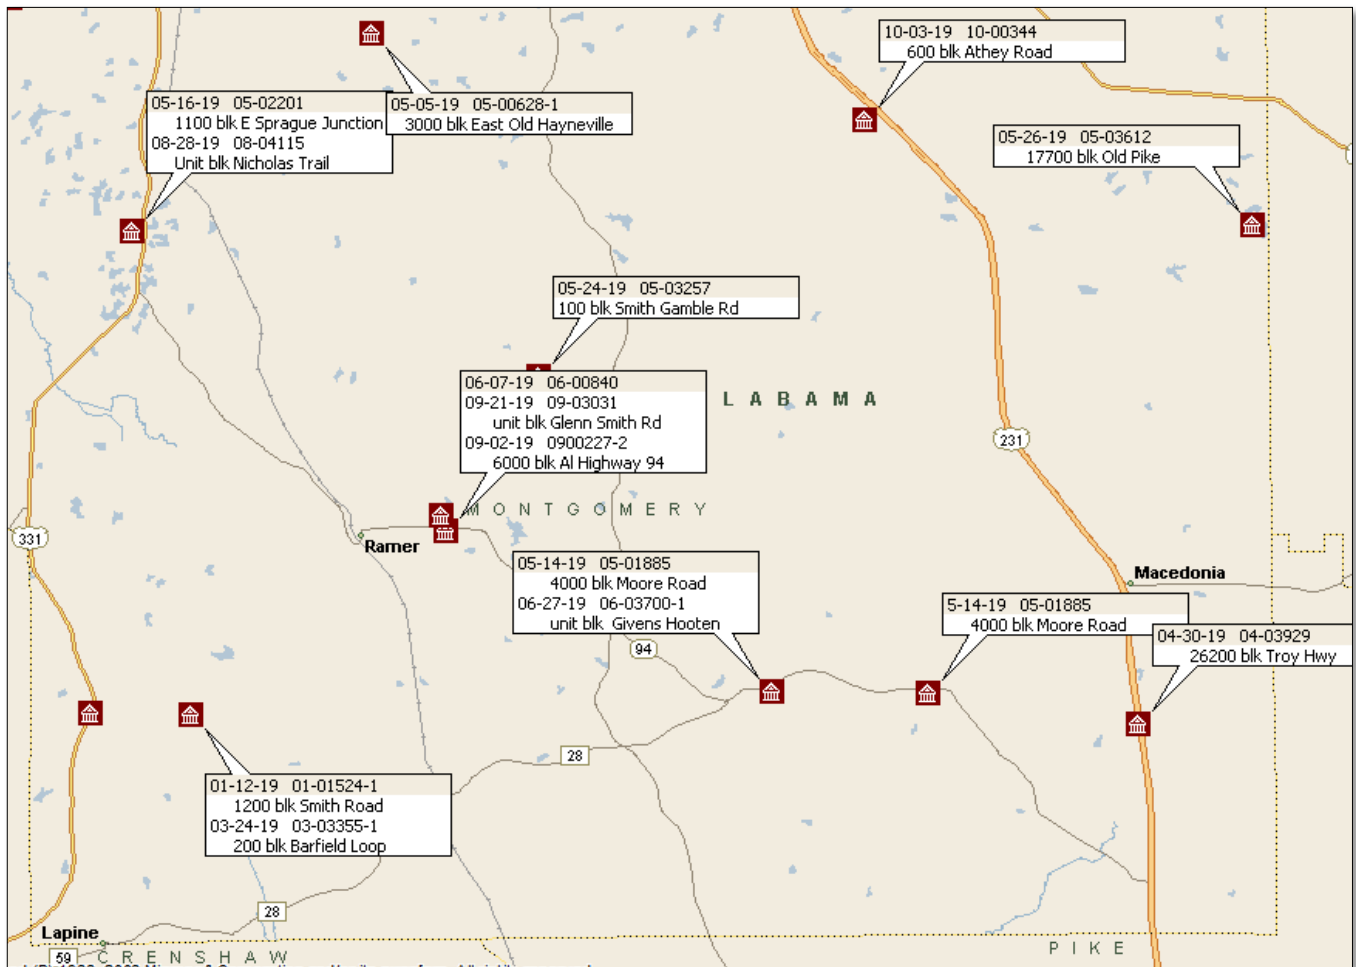 10-03-19 10-00344
600 blk Athey Road
05-16-19 05-02201
1100 blk E Sprague Junction
08-28-19 08-04115
Unit blk Nicholas Trail
05-05-19 05-00628-1
3000 blk East Old Hayneville
05-26-19 05-03612
17700 blk Old Pike
05-24-19 05-03257
100 blk Smith Gamble Rd
06-07-19 06-00840
09-21-19 09-03031
unit blk Glenn Smith Rd
09-02-19 0900227-2
6000 blk Al Highway 94
LABAMA
231
MONTGOMERY
331
Ramer
05-14-19 05-01885
4000 blk Moore Road
06-27-19 06-03700-1
unit blk Givens Hooten
Macedonia
5-14-19 05-01885
4000 blk Moore Road
04-30-19 04-03929
26200 blk Troy Hwy
94
28
01-12-19 01-01524-1
1200 blk Smith Road
03-24-19 03-03355-1
200 blk Barfield Loop
28
Lapine
59
CRENSHAW
PIKE